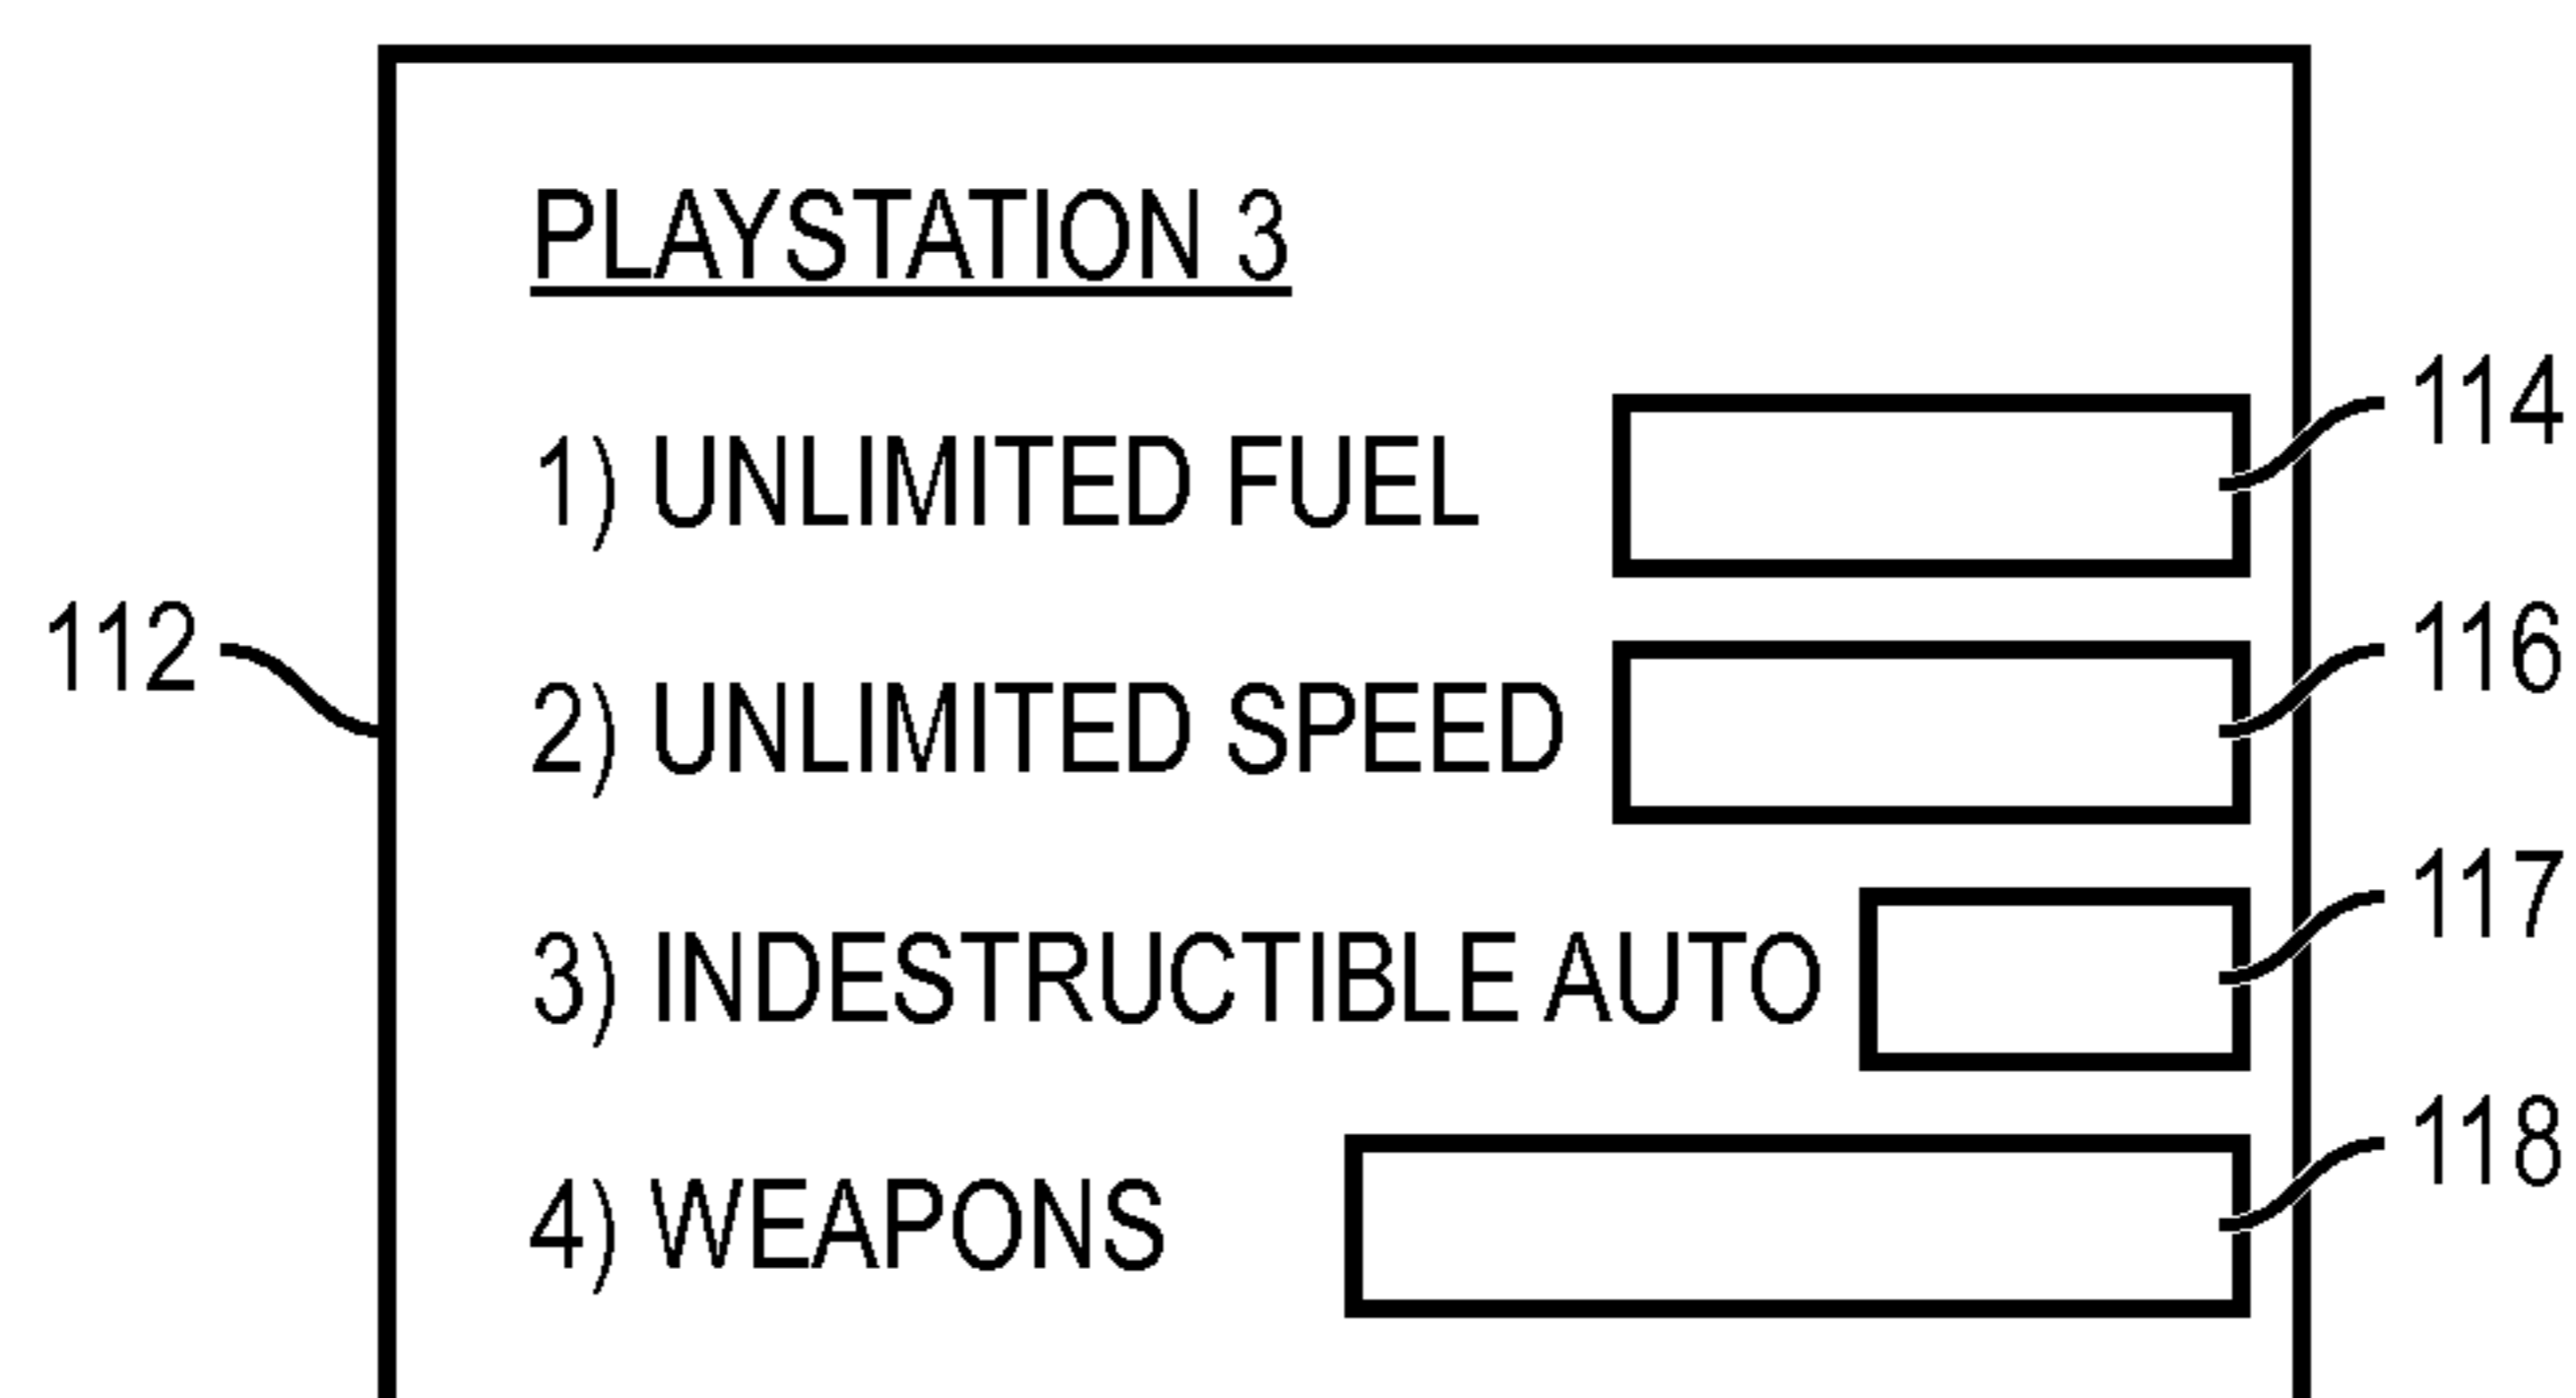 PLAYSTATION 3
1) UNLIMITED FUEL
114
112
2) UNLIMITED SPEED
116
3) INDESTRUCTIBLE AUTO
117
4) WEAPONS
118